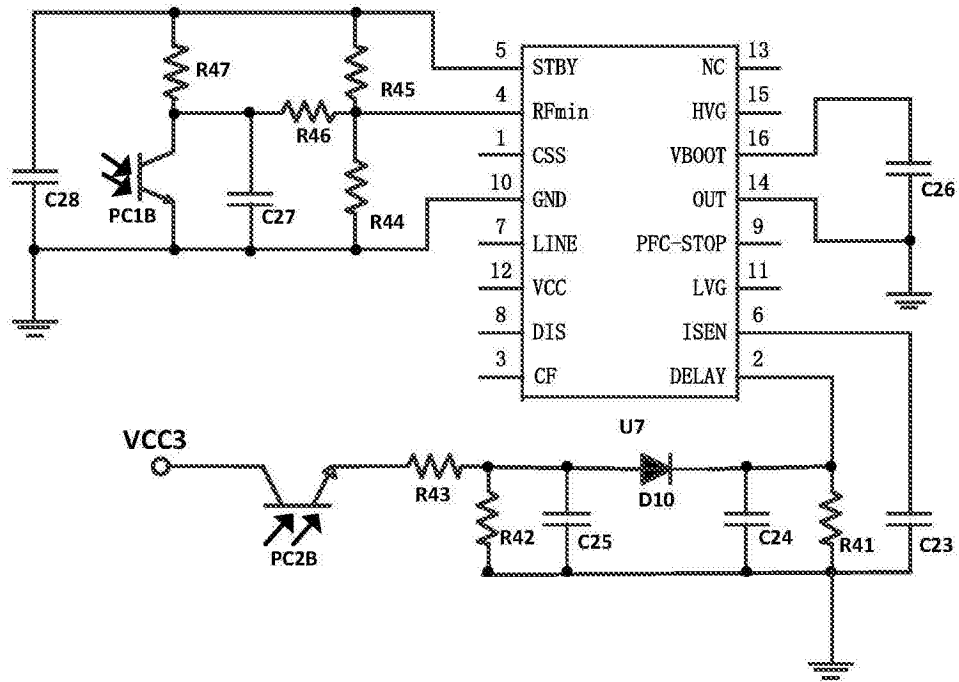 R47
R45
R46
C28
PC1B
C27
R44
5 STBY NC 13
4 RFmin HVG 15
1 CSS VBOOT 16
10 GND OUT 14
7 LINE PFC-STOP 9
12 VCC LVG 11
8 DIS ISEN 6
3 CF DELAY 2
C26
U7
VCC3
PC2B
R43
R42
C25
D10
C24
R41
C23